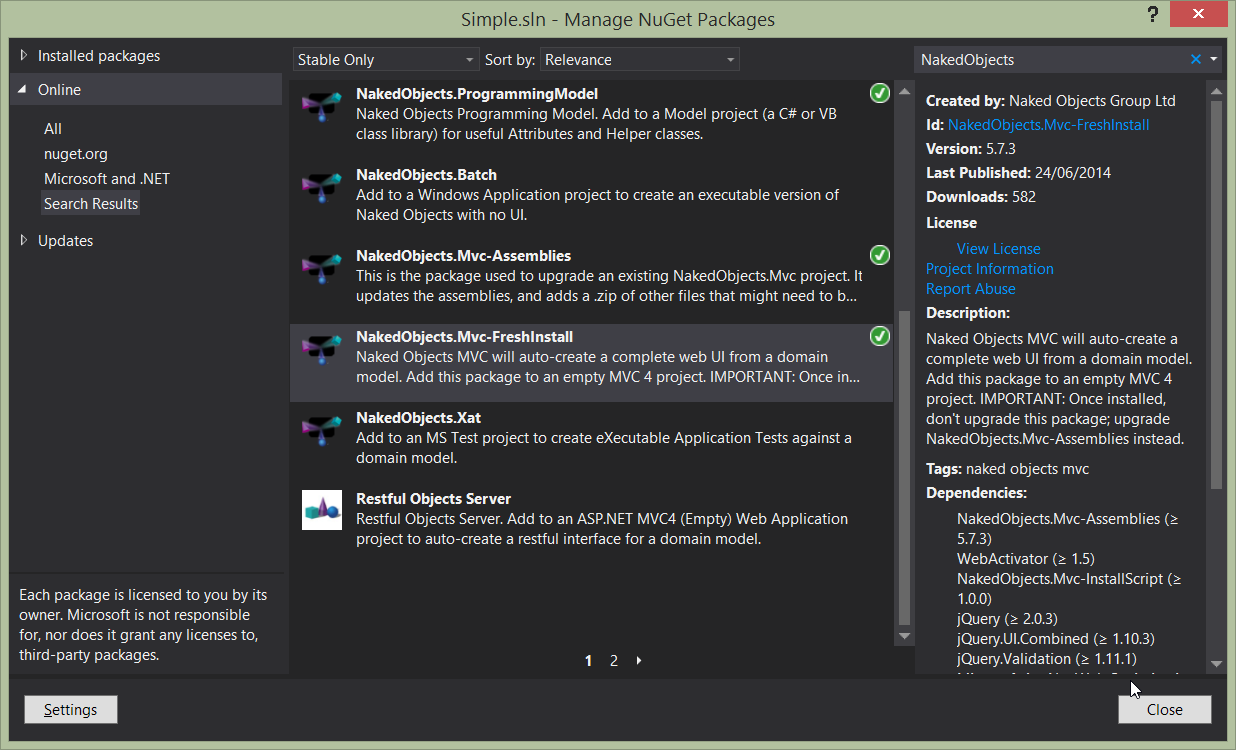 Simple.sln - Manage NuGet Packages
?
Installed packages
Online
All
nuget.org
Microsoft and .NET
Search Results
Updates
Each package is licensed to you by its
owner. Microsoft is not responsible
for, nor does it grant any licenses to,
third-party packages.
Stable Only
Sort by: Relevance
NakedObjects.ProgrammingModel
Naked Objects Programming Model. Add to a Model project (a C# or VB
class library) for useful Attributes and Helper classes.
NakedObjects.Batch
Add to a Windows Application project to create an executable version of
Naked Objects with no UI.
NakedObjects.Mvc-Assemblies
This is the package used to upgrade an existing NakedObjects.Mvc project. It
updates the assemblies, and adds a .zip of other files that might need to b...
NakedObjects.Mvc-FreshInstall
Naked Objects MVC will auto-create a complete web UI from a domain
model. Add this package to an empty MVC 4 project. IMPORTANT: Once in...
NakedObjects.Xat
Add to an MS Test project to create eXecutable Application Tests against a
domain model.
Restful Objects Server
Restful Objects Server. Add to an ASP.NET MVC4 (Empty) Web Application
project to auto-create a restful interface for a domain model.
1 2
NakedObjects
Created by: Naked Objects Group Ltd
Id: NakedObjects.Mvc-FreshInstall
Version: 5.7.3
Last Published: 24/06/2014
Downloads: 582
License
View License
Project Information
Report Abuse
Description:
Naked Objects MVC will auto-create a
complete web UI from a domain model.
Add this package to an empty MVC 4
project. IMPORTANT: Once installed,
don't upgrade this package; upgrade
NakedObjects.Mvc-Assemblies instead.
Tags: naked objects mvc
Dependencies:
NakedObjects.Mvc-Assemblies (≥
5.7.3)
WebActivator (≥ 1.5)
NakedObjects.Mvc-InstallScript (≥
1.0.0)
jQuery (≥ 2.0.3)
jQuery.UI.Combined (≥ 1.10.3)
jQuery.Validation (≥ 1.11.1)
Settings
Close